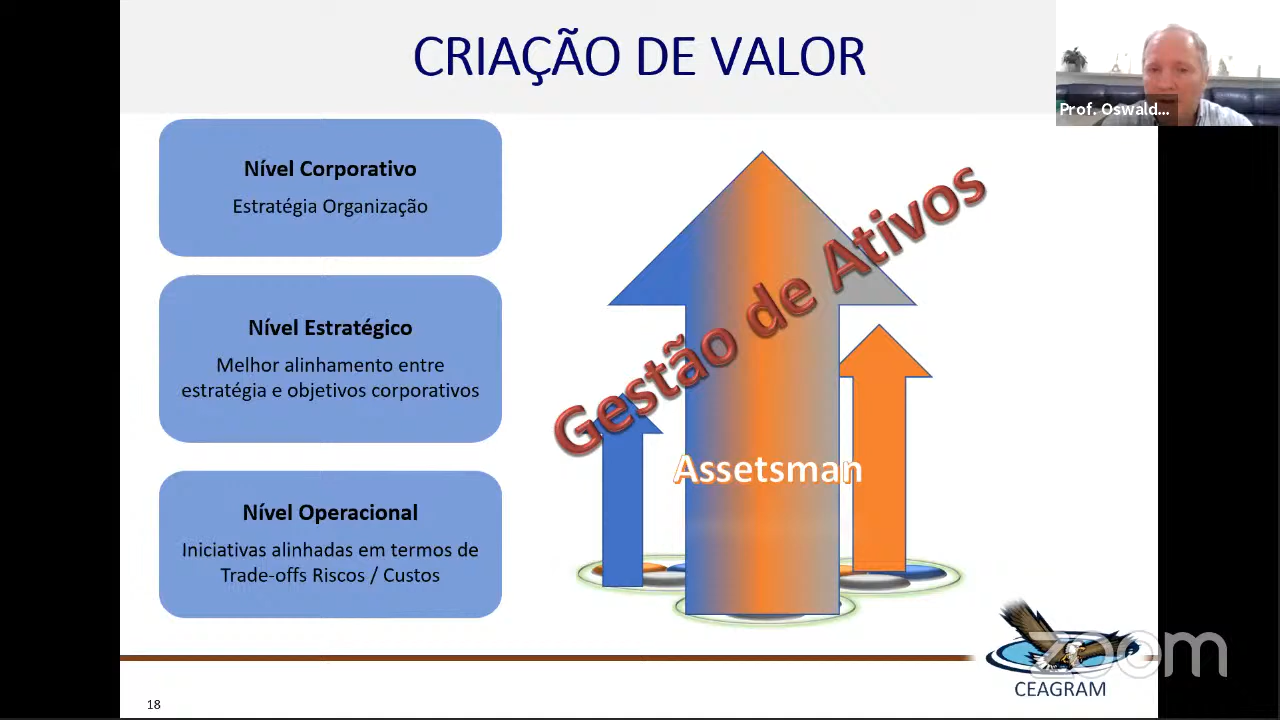 CRIAÇÃO DE VALOR
Prof. Oswald...
Nível Corporativo
Estratégia Organização
Nível Estratégico
Melhor alinhamento entre
estratégia e objetivos corporativos
Nível Operacional
Iniciativas alinhadas em termos de
Trade-offs Riscos / Custos
Gestão de Ativos
Assetsman
zoom
CEAGRAM
18